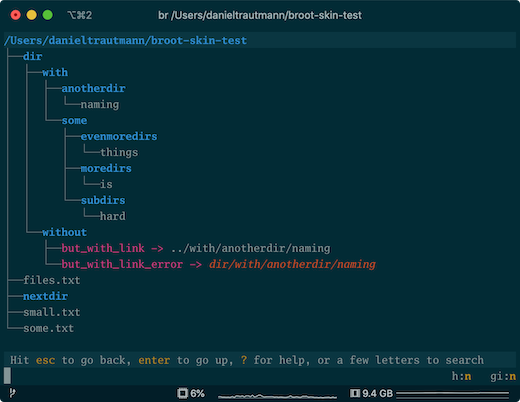 ⌥⌘2 br /Users/danieltrautmann/broot-skin-test
/Users/danieltrautmann/broot-skin-test
├──dir
│  ├──with
│  │  ├──anotherdir
│  │  │  └──naming
│  │  └──some
│  │     ├──evenmoredirs
│  │     │  └──things
│  │     ├──moredirs
│  │     │  └──is
│  │     └──subdirs
│  │        └──hard
│  └──without
│     ├──but_with_link -> ../with/anotherdir/naming
│     └──but_with_link_error -> dir/with/anotherdir/naming
├──files.txt
├──nextdir
├──small.txt
└──some.txt
Hit esc to go back, enter to go up, ? for help, or a few letters to search
h:n gi:n
6% 9.4 GB